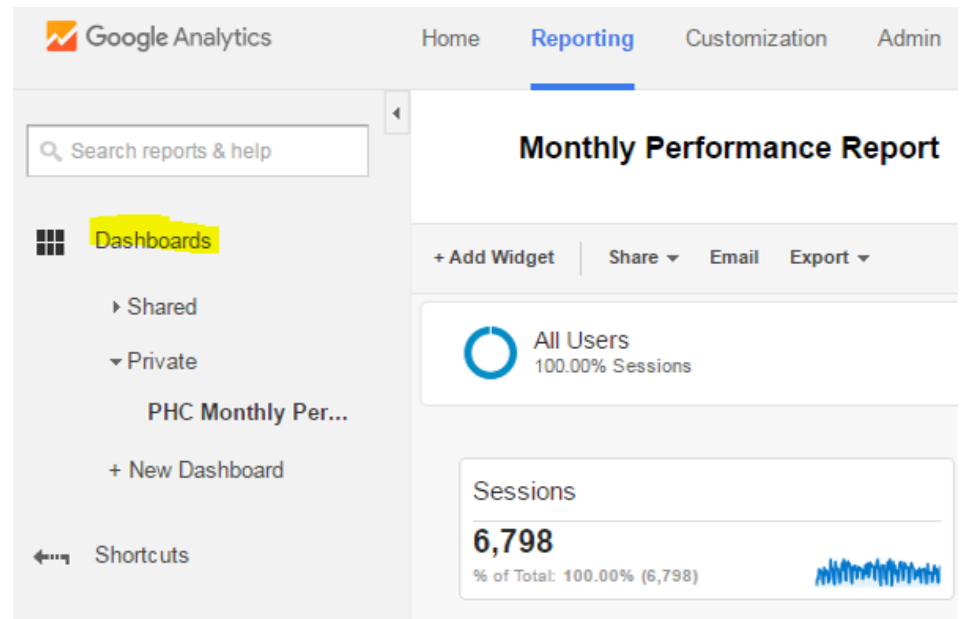 Google Analytics
Home Reporting Customization Admin
Search reports & help
Monthly Performance Report
Dashboards
+ Add Widget Share Email Export
Shared
All Users
100.00% Sessions
Private
PHC Monthly Per...
+ New Dashboard
Sessions
6,798
% of Total: 100.00% (6,798)
Shortcuts